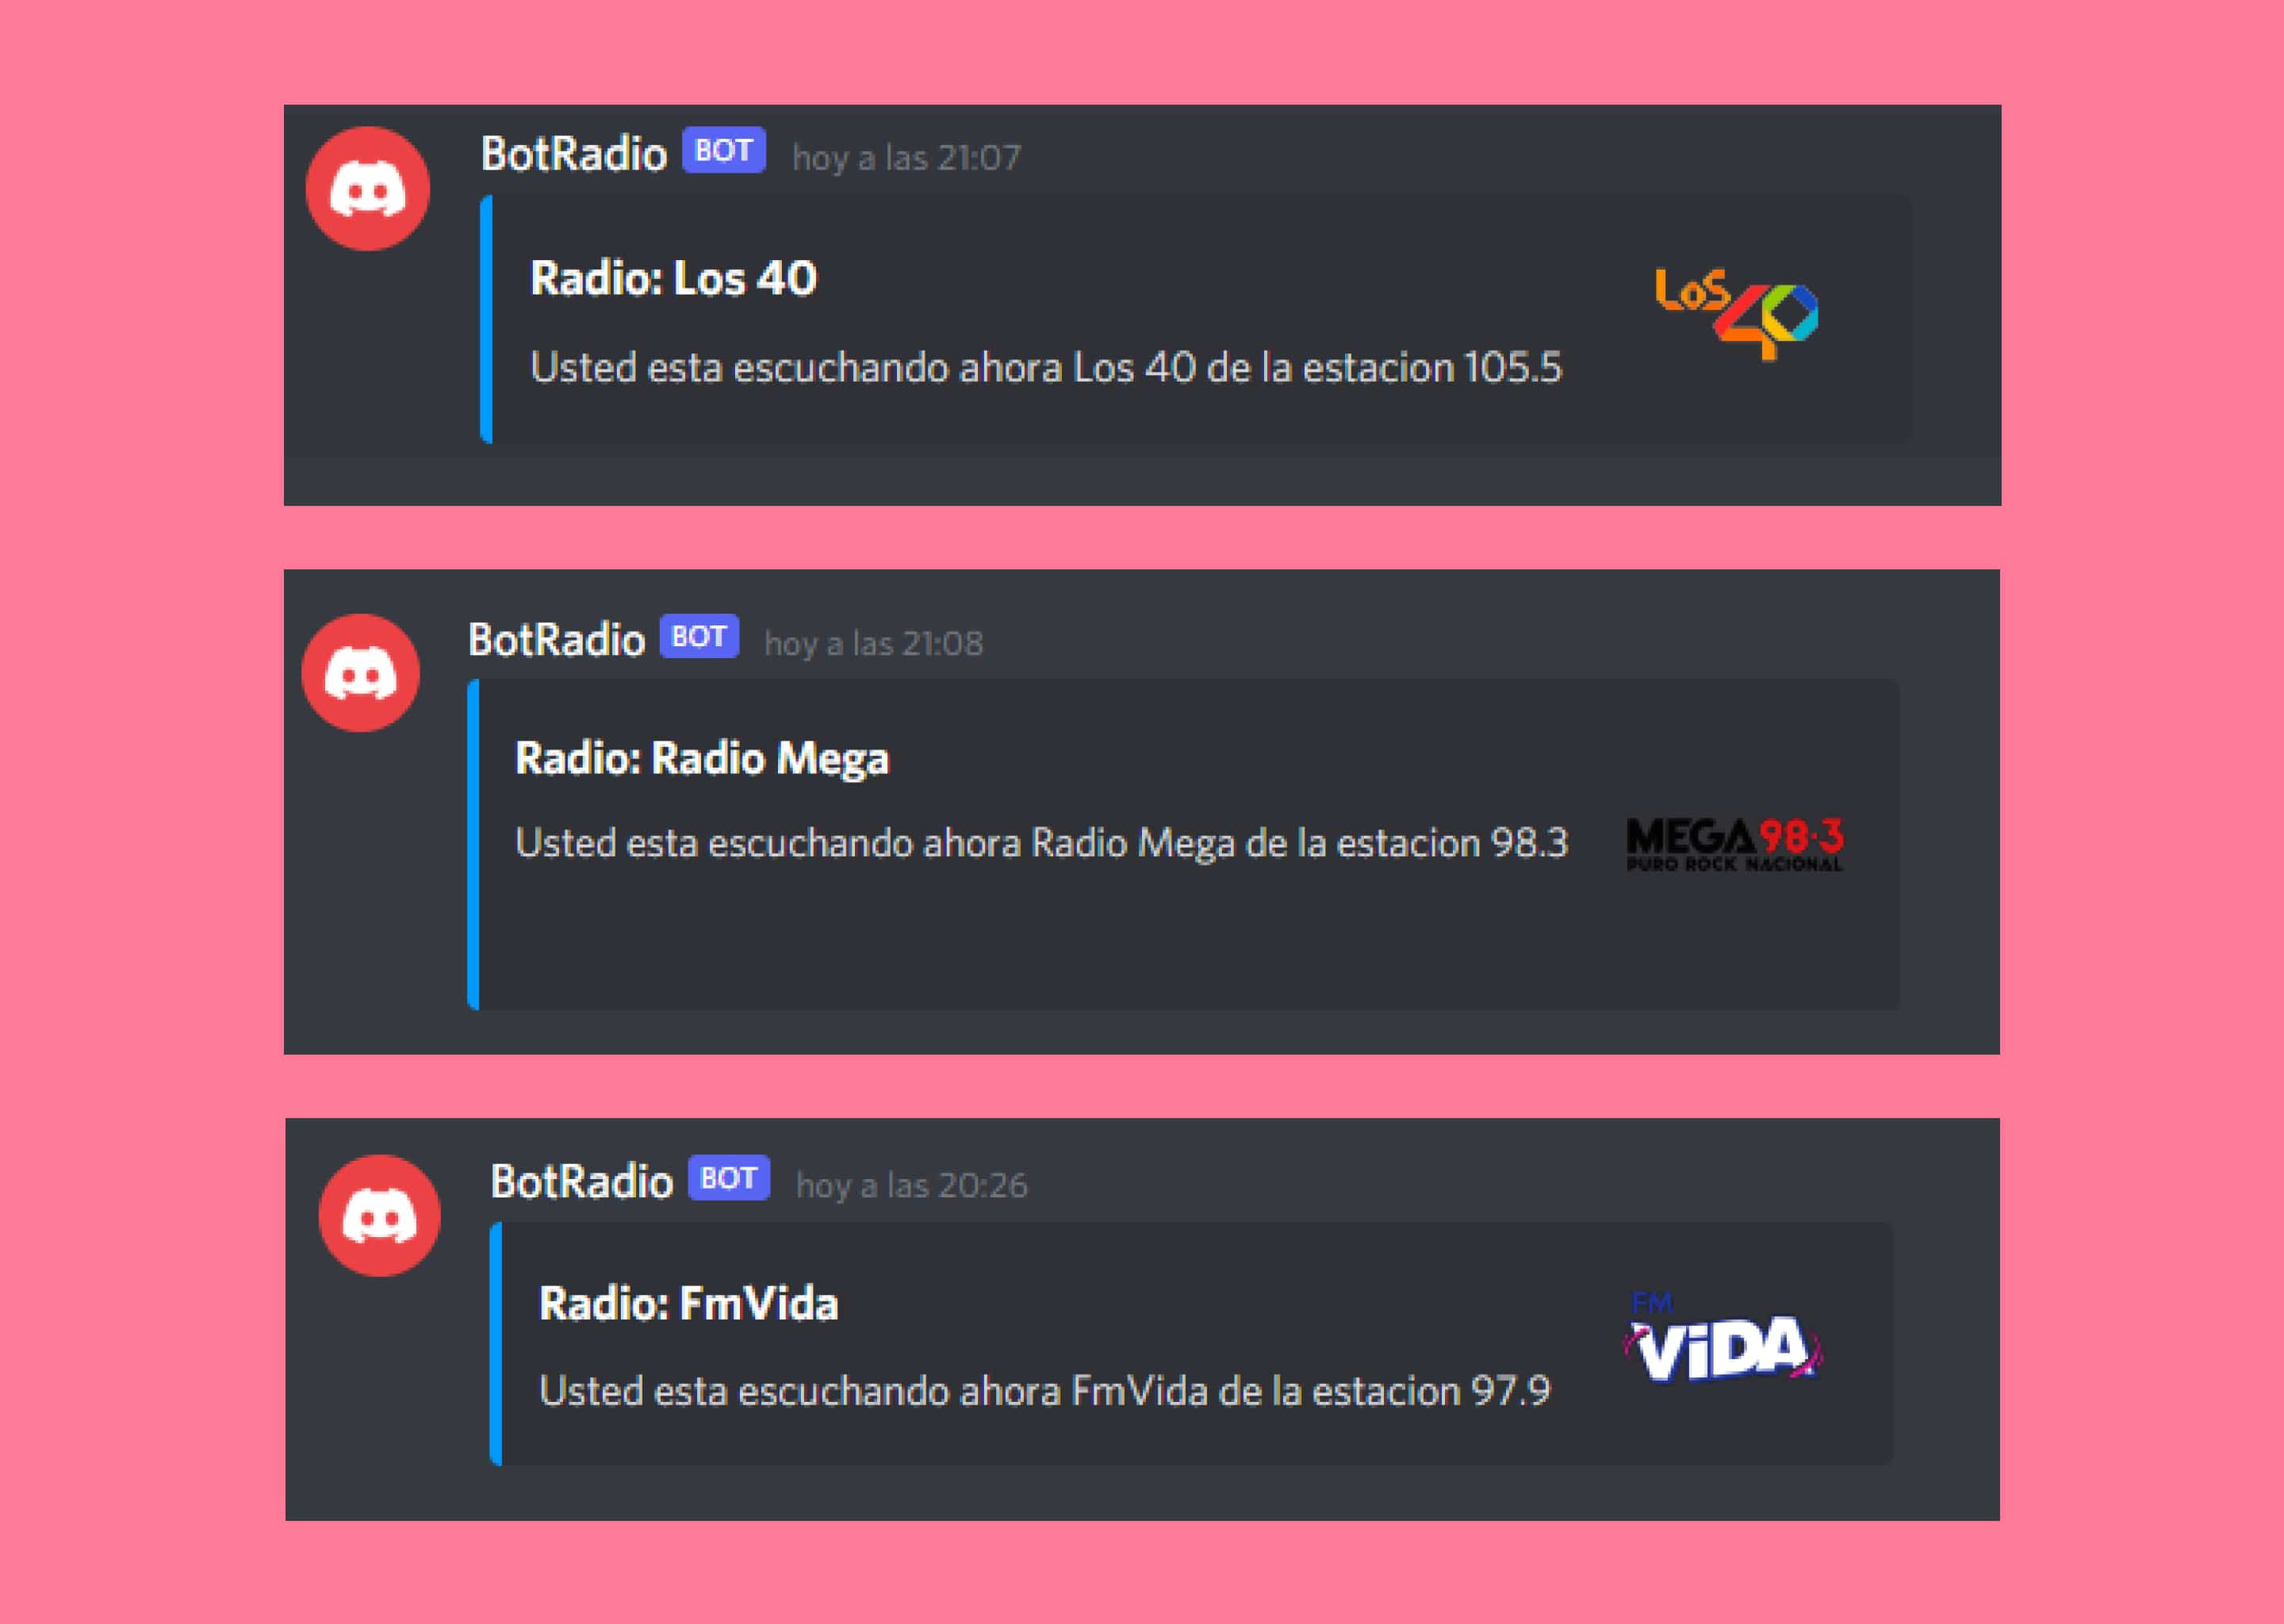 BotRadio BOT hoy a las 21:07
Radio: Los 40
Usted esta escuchando ahora Los 40 de la estacion 105.5
LoS 40
BotRadio BOT hoy a las 21:08
Radio: Radio Mega
Usted esta escuchando ahora Radio Mega de la estacion 98.3
MEGA 98·3
PURO ROCK NACIONAL
BotRadio BOT hoy a las 20:26
Radio: FmVida
Usted esta escuchando ahora FmVida de la estacion 97.9
FM
ViDA